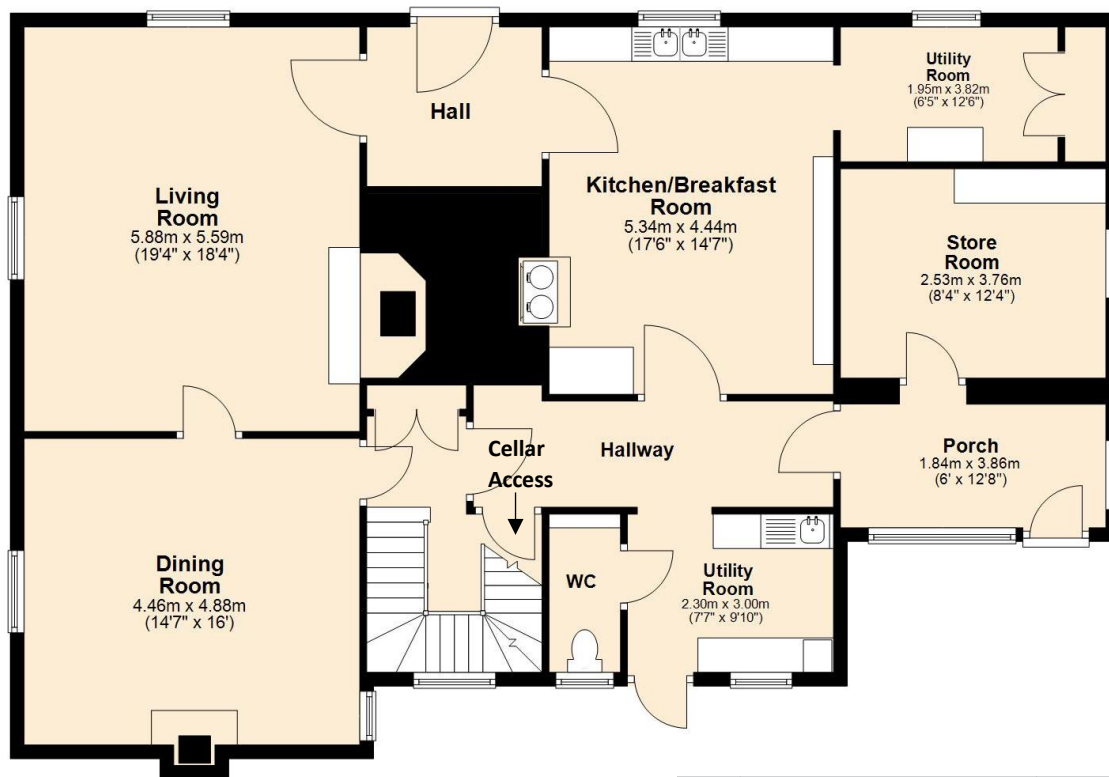 Living
Room
5.88m x 5.59m
(19'4" x 18'4")
Hall
Kitchen/Breakfast
Room
5.34m x 4.44m
(17'6" x 14'7")
Utility
Room
1.95m x 3.82m
(6'5" x 12'6")
Store
Room
2.53m x 3.76m
(8'4" x 12'4")
Cellar
Access
Hallway
Porch
1.84m x 3.86m
(6' x 12'8")
Dining
Room
4.46m x 4.88m
(14'7" x 16')
WC
Utility
Room
2.30m x 3.00m
(7'7" x 9'10")